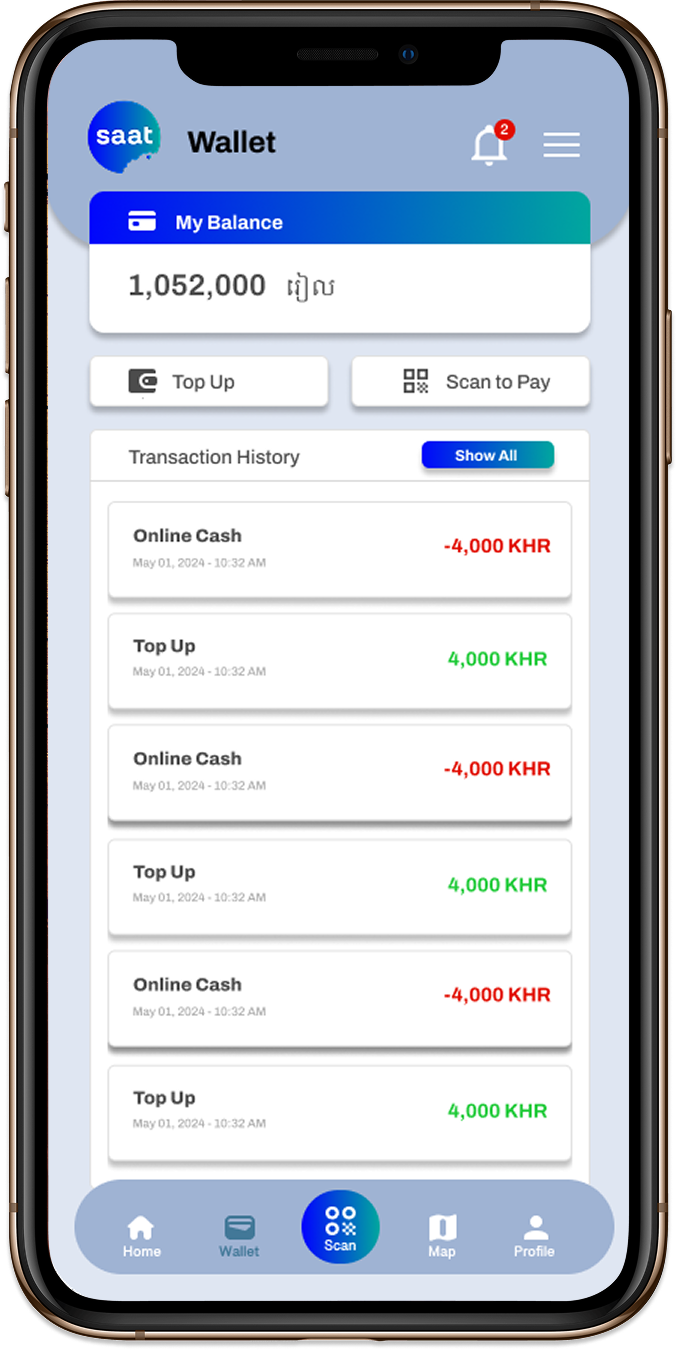 saat
Wallet
2
My Balance
1,052,000 រៀល
Top Up
Scan to Pay
Transaction History
Show All
Online Cash
May 01, 2024 - 10:32 AM
-4,000 KHR
Top Up
May 01, 2024 - 10:32 AM
4,000 KHR
Online Cash
May 01, 2024 - 10:32 AM
-4,000 KHR
Top Up
May 01, 2024 - 10:32 AM
4,000 KHR
Online Cash
May 01, 2024 - 10:32 AM
-4,000 KHR
Top Up
May 01, 2024 - 10:32 AM
4,000 KHR
Home
Wallet
Scan
Map
Profile